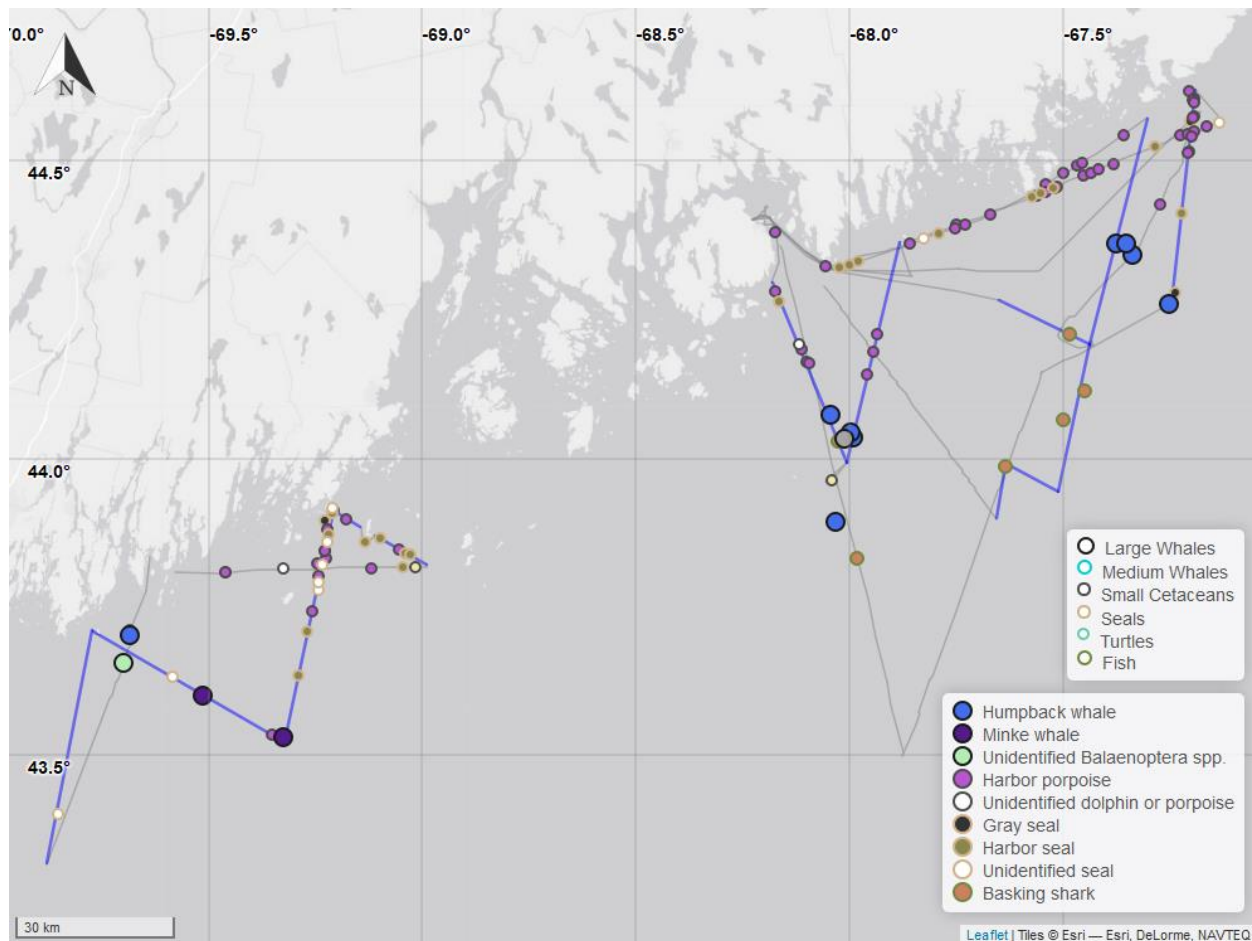 70.0° -69.5° -69.0° -68.5° -68.0° -67.5°
N
44.5°
44.0°
43.5°
Large Whales
Medium Whales
Small Cetaceans
Seals
Turtles
Fish
Humpback whale
Minke whale
Unidentified Balaenoptera spp.
Harbor porpoise
Unidentified dolphin or porpoise
Gray seal
Harbor seal
Unidentified seal
Basking shark
30 km
Leaflet | Tiles © Esri — Esri, DeLorme, NAVTEQ